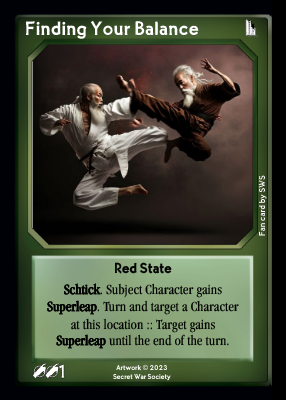 Finding Your Balance
Fan card by SWS
Red State
Schtick. Subject Character gains
Superleap. Turn and target a Character
at this location :: Target gains
Superleap until the end of the turn.
1
Artwork © 2023
Secret War Society